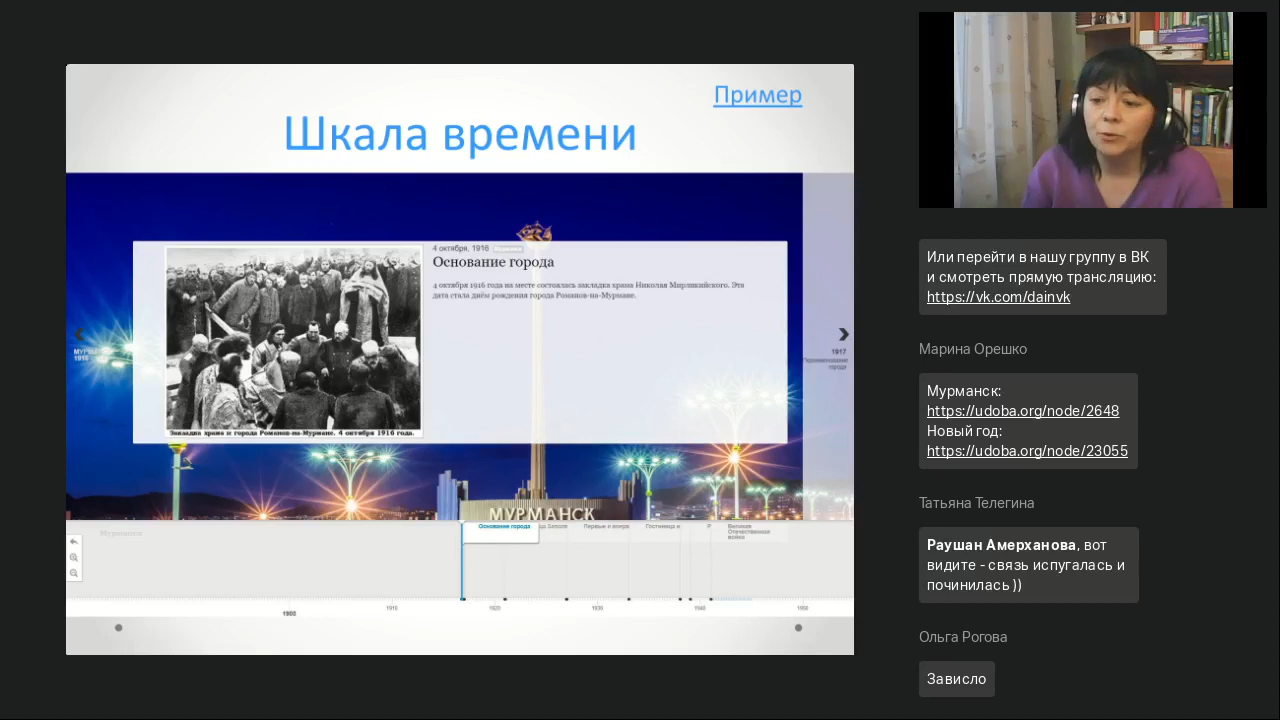 Пример
Шкала времени
4 октября, 1916
Основание города
4 октября 1916 года на месте состоялась закладка храма Николая Мирликийского. Эта
дата стала днём рождения города Романов-на-Мурмане.
Закладка храма и города Романов-на-Мурмане. 4 октября 1916 года.
1917
Переименование
города
МУРМАНСК
Мурманск
Основание города
Первые и вчера
Гостиница и
Великая
Отечественная
война
1900
1910
1920
1930
1940
1950
Или перейти в нашу группу в ВК
и смотреть прямую трансляцию:
https://vk.com/dainvk
Марина Орешко
Мурманск:
https://udoba.org/node/2648
Новый год:
https://udoba.org/node/23055
Татьяна Телегина
Раушан Амерханова, вот
видите - связь испугалась и
починилась ))
Ольга Рогова
Зависло